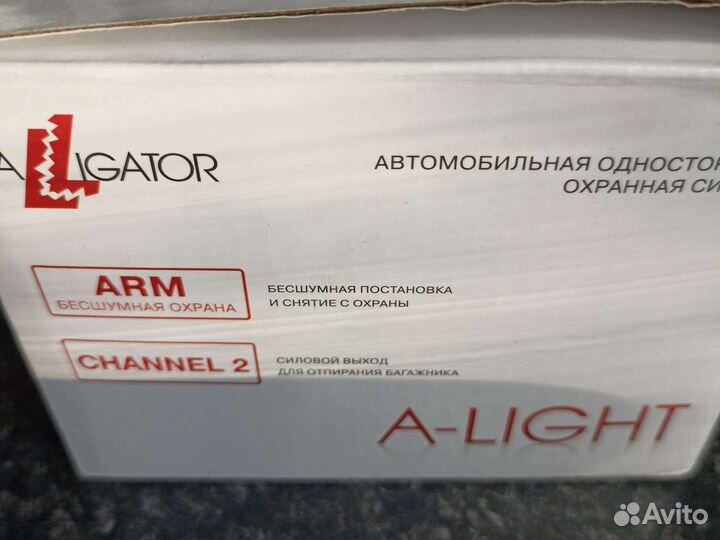 ALLIGATOR
АВТОМОБИЛЬНАЯ ОДНОСТОР
ОХРАННАЯ СИ
ARM
БЕСШУМНАЯ ОХРАНА
БЕСШУМНАЯ ПОСТАНОВКА
И СНЯТИЕ С ОХРАНЫ
CHANNEL 2
СИЛОВОЙ ВЫХОД
ДЛЯ ОТПИРАНИЯ БАГАЖНИКА
A-LIGHT
Avito